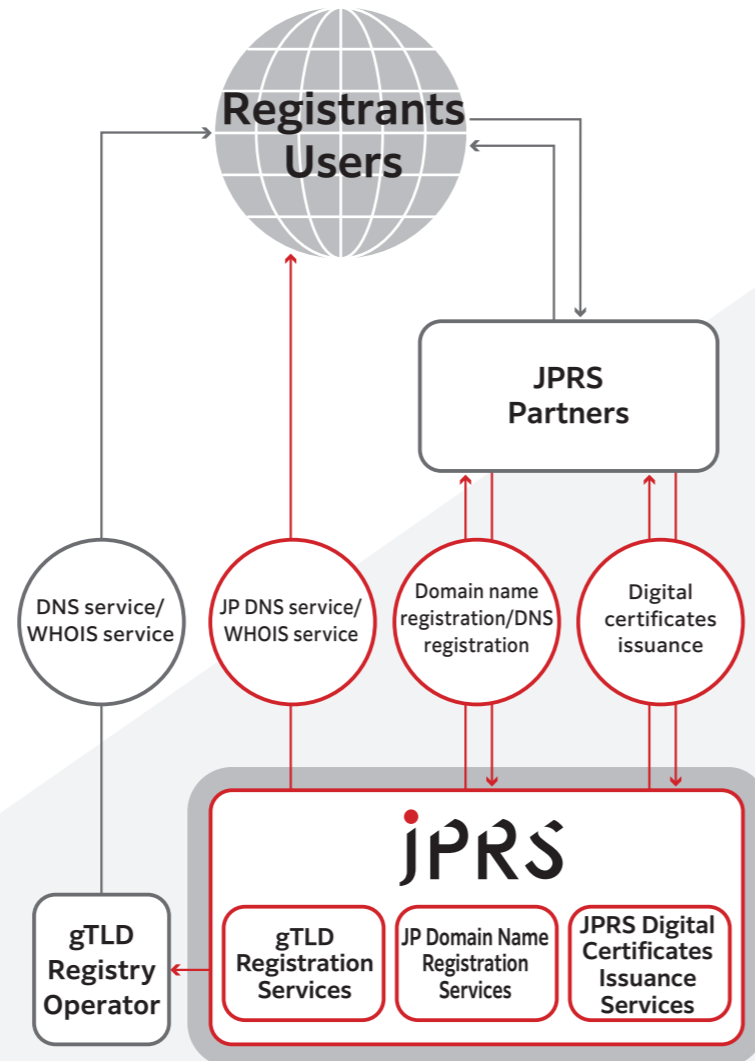 Registrants
Users
JPRS
Partners
DNS service/
WHOIS service
JP DNS service/
WHOIS service
Domain name
registration/DNS
registration
Digital
certificates
issuance
jPRS
gTLD
Registry
Operator
gTLD
Registration
Services
JP Domain Name
Registration
Services
JPRS Digital
Certificates
Issuance
Services